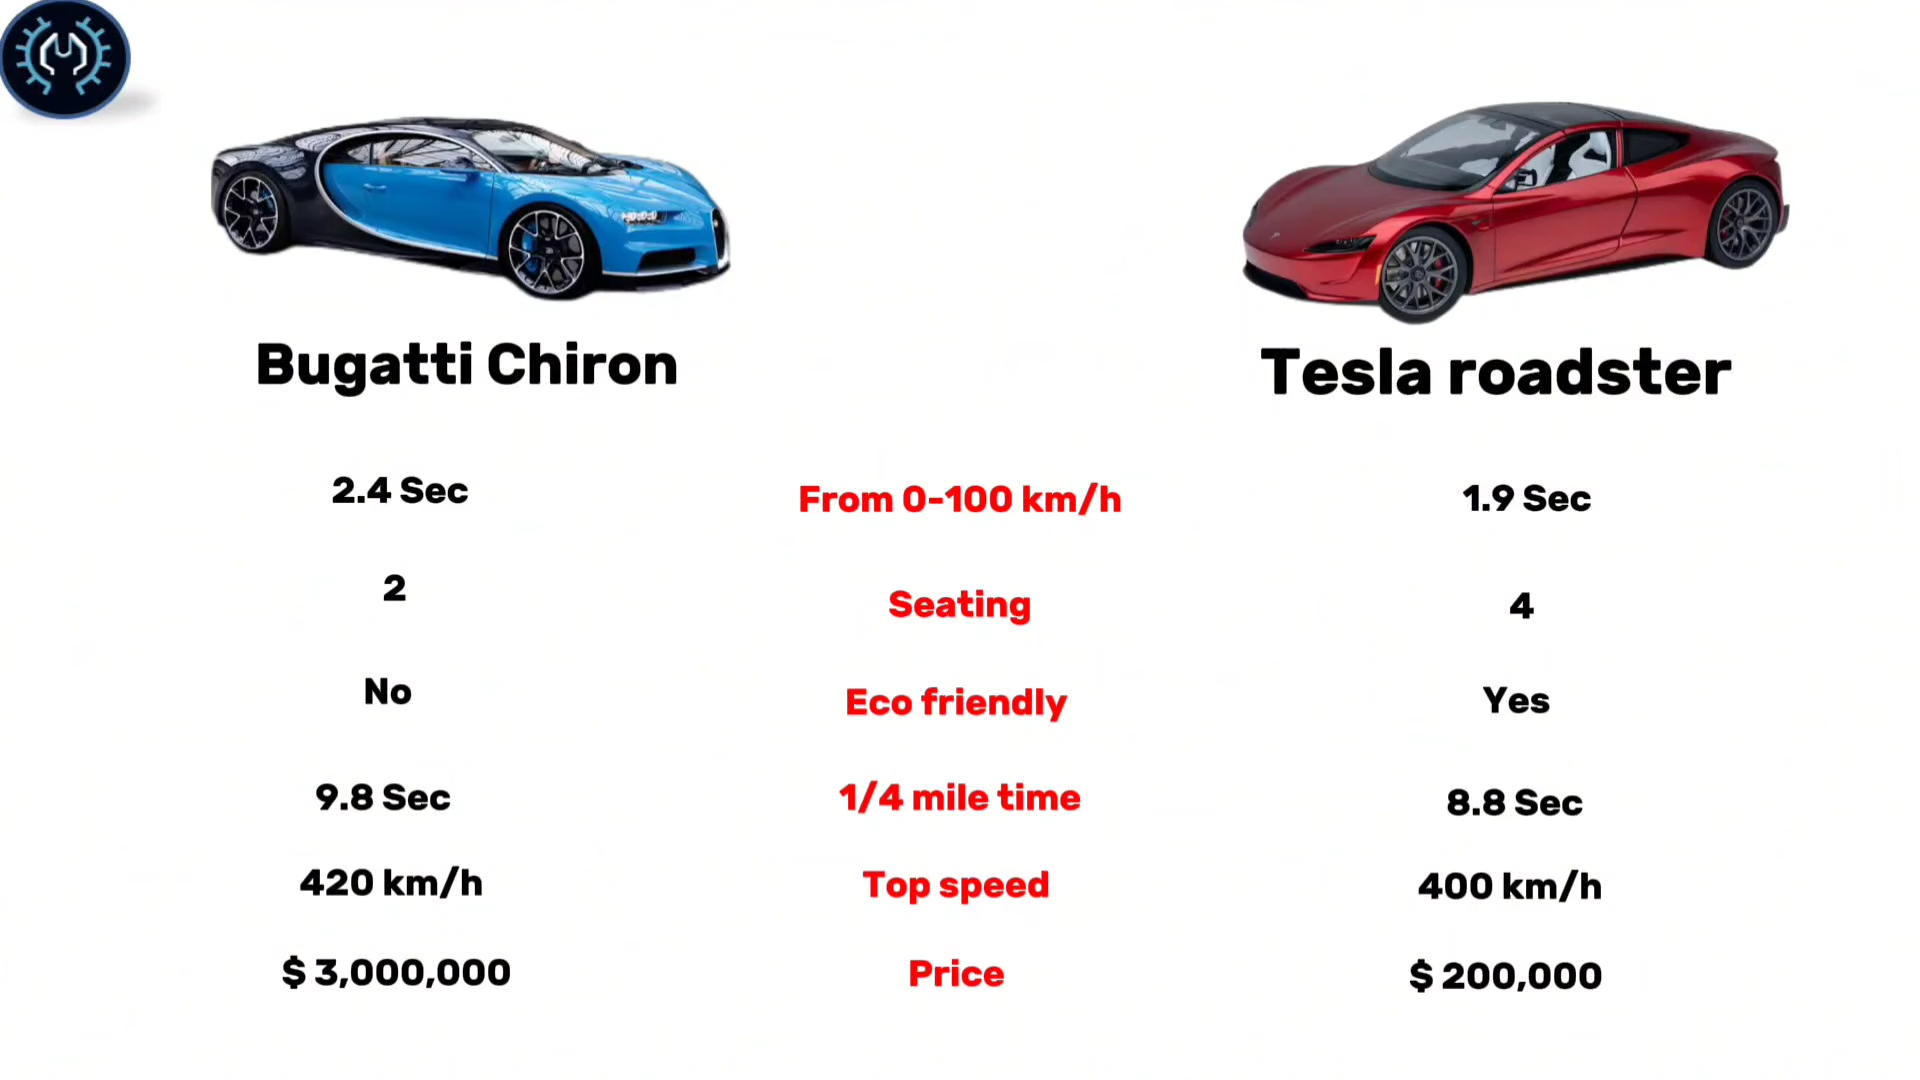 Bugatti Chiron
Tesla roadster
2.4 Sec From 0-100 km/h 1.9 Sec
2 Seating 4
No Eco friendly Yes
9.8 Sec 1/4 mile time 8.8 Sec
420 km/h Top speed 400 km/h
$ 3,000,000 Price $ 200,000